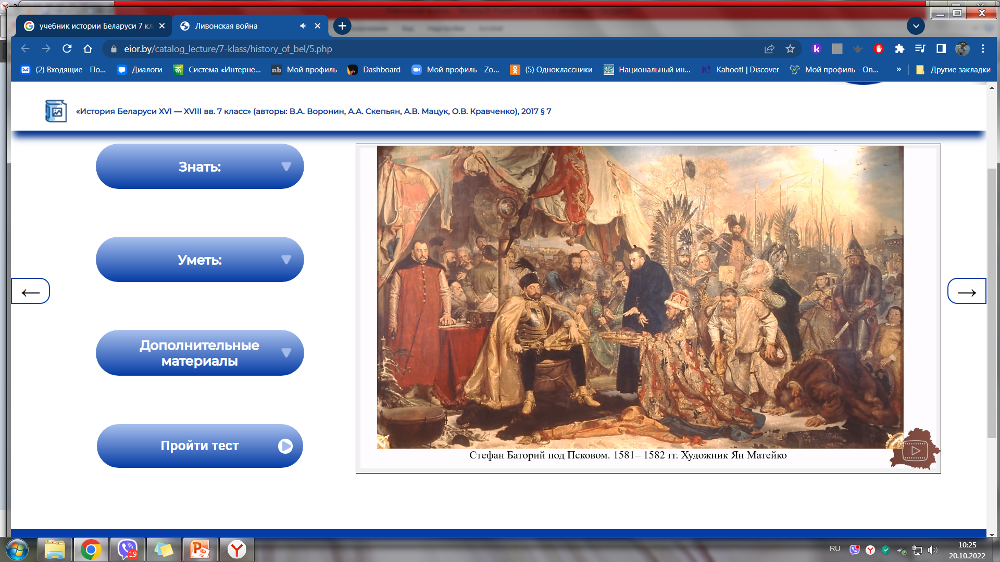 учебник истории Беларуси 7 кл
Ливонская война
eior.by/catalog_lecture/7-klass/history_of_bel/5.php
(2) Входящие - По...
Диалоги
Система «Интерне...
nb
Мой профиль
Dashboard
Мой профиль - Zo...
(5) Одноклассники
Национальный ин...
Kahoot! | Discover
Мой профиль - On...
»
Другие закладки
«История Беларуси XVI — XVIII вв. 7 класс» (авторы: В.А. Воронин, А.А. Скепьян, А.В. Мацук, О.В. Кравченко), 2017 § 7
Знать:
Уметь:
Дополнительные
материалы
Пройти тест
Стефан Баторий под Псковом. 1581– 1582 гг. Художник Ян Матейко
19
RU
10:25
20.10.2022